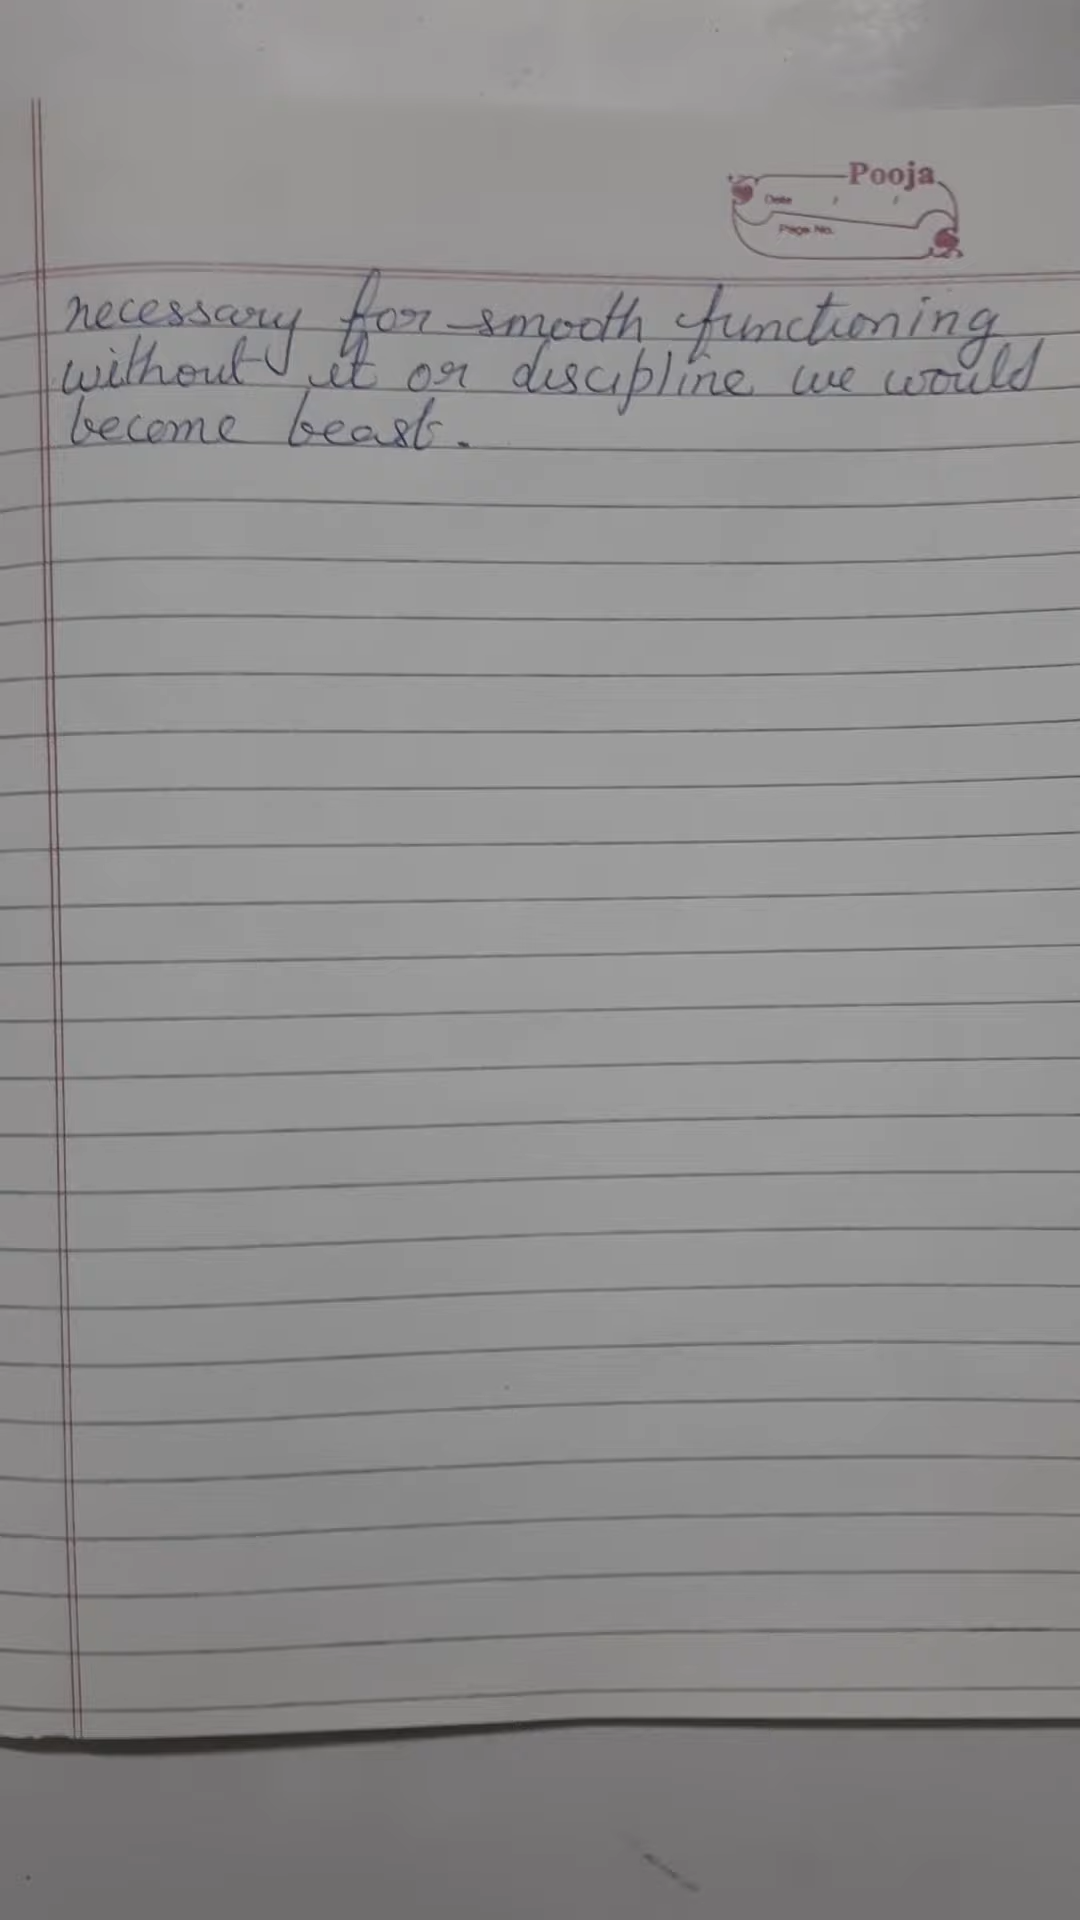 Pooja
Date / /
Page No.
necessary for smooth functioning
without it or discipline we would
become beast.